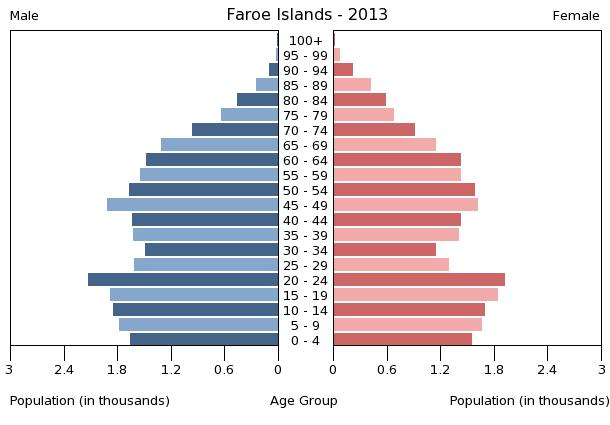 Male Faroe Islands - 2013 Female
100+
95 - 99
90 - 94
85 - 89
80 - 84
75 - 79
70 - 74
65 - 69
60 - 64
55 - 59
50 - 54
45 - 49
40 - 44
35 - 39
30 - 34
25 - 29
20 - 24
15 - 19
10 - 14
5 - 9
0 - 4
3 2.4 1.8 1.2 0.6 0 0 0.6 1.2 1.8 2.4 3
Population (in thousands) Age Group Population (in thousands)